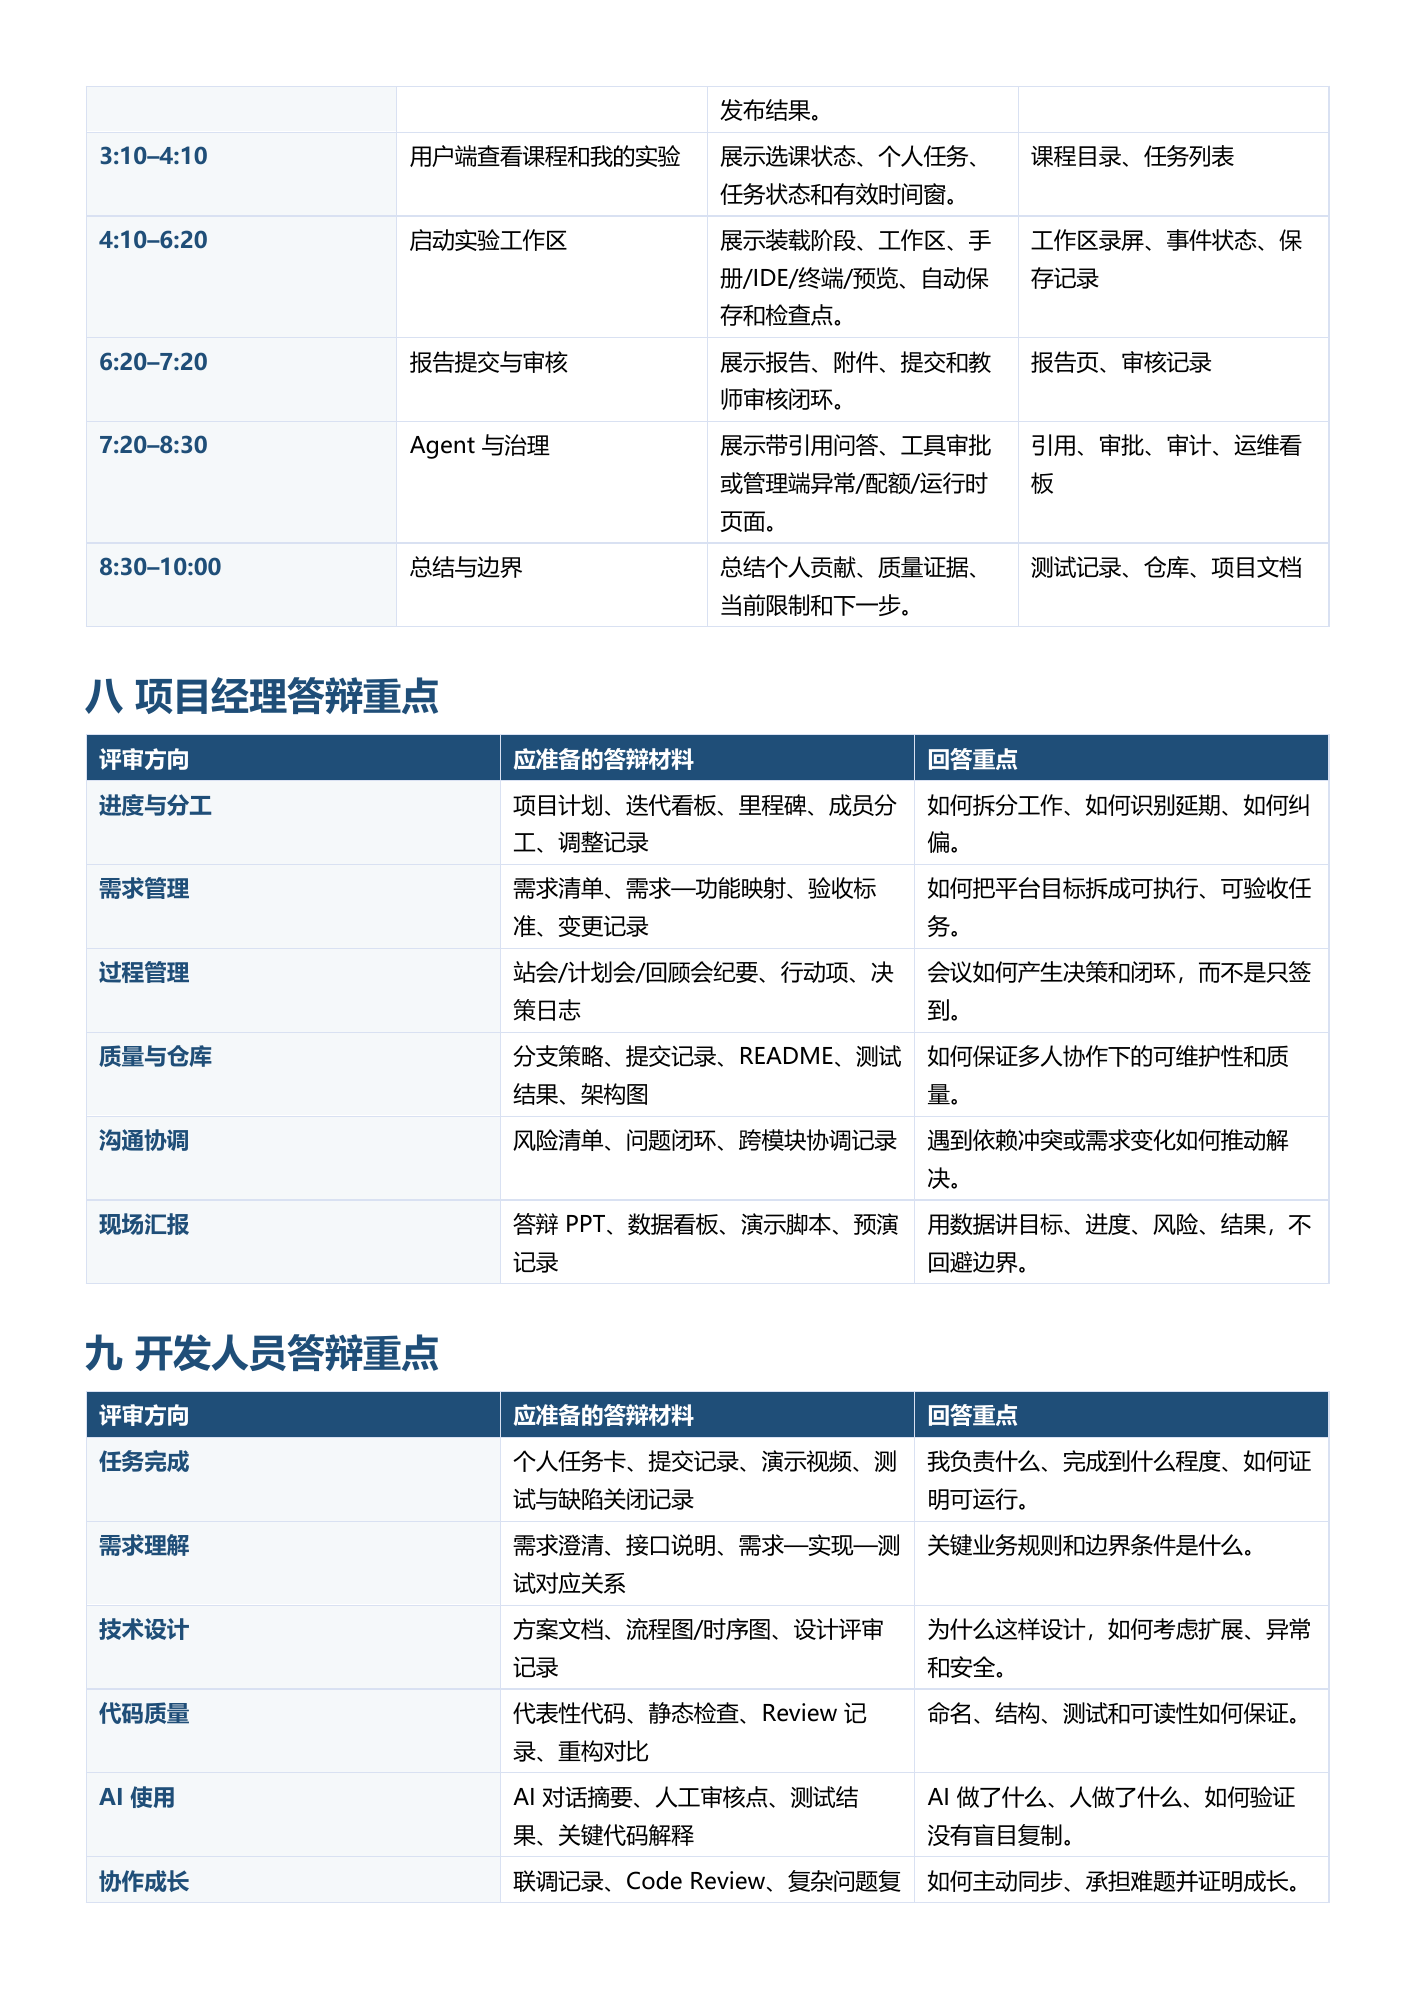 发布结果。
3:10–4:10 用户端查看课程和我的实验 展示选课状态、个人任务、 课程目录、任务列表
任务状态和有效时间窗。
4:10–6:20 启动实验工作区 展示装载阶段、工作区、手 工作区录屏、事件状态、保
册/IDE/终端/预览、自动保 存记录
存和检查点。
6:20–7:20 报告提交与审核 展示报告、附件、提交和教 报告页、审核记录
师审核闭环。
7:20–8:30 Agent 与治理 展示带引用问答、工具审批 引用、审批、审计、运维看
或管理端异常/配额/运行时 板
页面。
8:30–10:00 总结与边界 总结个人贡献、质量证据、 测试记录、仓库、项目文档
当前限制和下一步。
八 项目经理答辩重点
评审方向 应准备的答辩材料 回答重点
进度与分工 项目计划、迭代看板、里程碑、成员分 如何拆分工作、如何识别延期、如何纠
工、调整记录 偏。
需求管理 需求清单、需求—功能映射、验收标 如何把平台目标拆成可执行、可验收任
准、变更记录 务。
过程管理 站会/计划会/回顾会纪要、行动项、决 会议如何产生决策和闭环，而不是只签
策日志 到。
质量与仓库 分支策略、提交记录、README、测试 如何保证多人协作下的可维护性和质
结果、架构图 量。
沟通协调 风险清单、问题闭环、跨模块协调记录 遇到依赖冲突或需求变化如何推动解
决。
现场汇报 答辩 PPT、数据看板、演示脚本、预演 用数据讲目标、进度、风险、结果，不
记录 回避边界。
九 开发人员答辩重点
评审方向 应准备的答辩材料 回答重点
任务完成 个人任务卡、提交记录、演示视频、测 我负责什么、完成到什么程度、如何证
试与缺陷关闭记录 明可运行。
需求理解 需求澄清、接口说明、需求—实现—测 关键业务规则和边界条件是什么。
试对应关系
技术设计 方案文档、流程图/时序图、设计评审 为什么这样设计，如何考虑扩展、异常
记录 和安全。
代码质量 代表性代码、静态检查、Review 记 命名、结构、测试和可读性如何保证。
录、重构对比
AI 使用 AI 对话摘要、人工审核点、测试结 AI 做了什么、人做了什么、如何验证
果、关键代码解释 没有盲目复制。
协作成长 联调记录、Code Review、复杂问题复 如何主动同步、承担难题并证明成长。